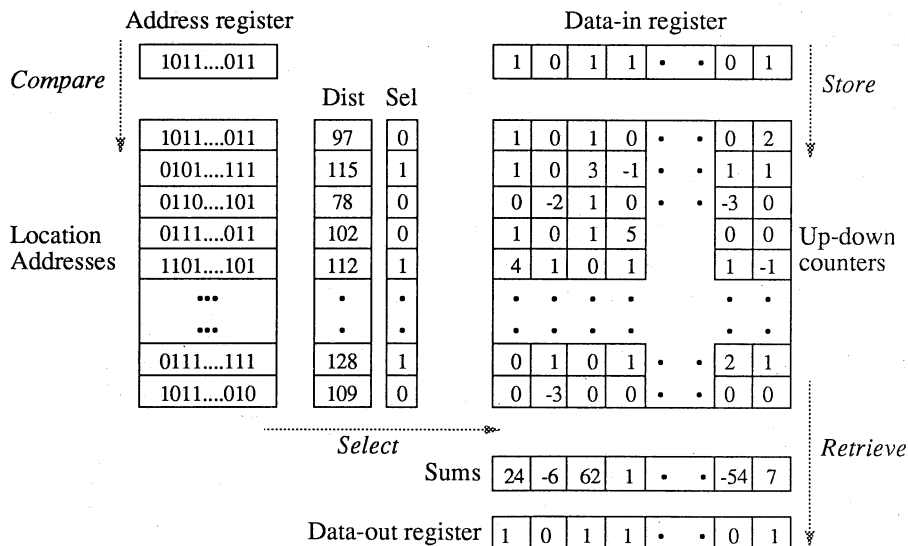 Address register Data-in register
1011....011 1 0 1 1 • • 0 1
Compare Store
Dist Sel
1011....011 97 0 1 0 1 0 • • 0 2
0101....111 115 1 1 0 3 -1 • • 1 1
0110....101 78 0 0 -2 1 0 • • -3 0
Location 0111....011 102 0 1 0 1 5 0 0 Up-down
Addresses 1101....101 112 1 4 1 0 1 1 -1 counters
••• • • • • • • • •
••• • • • • • • • •
0111....111 128 1 0 1 0 1 • • 2 1
1011....010 109 0 0 -3 0 0 • • 0 0
Select Retrieve
Sums 24 -6 62 1 • • -54 7
Data-out register 1 0 1 1 • • 0 1